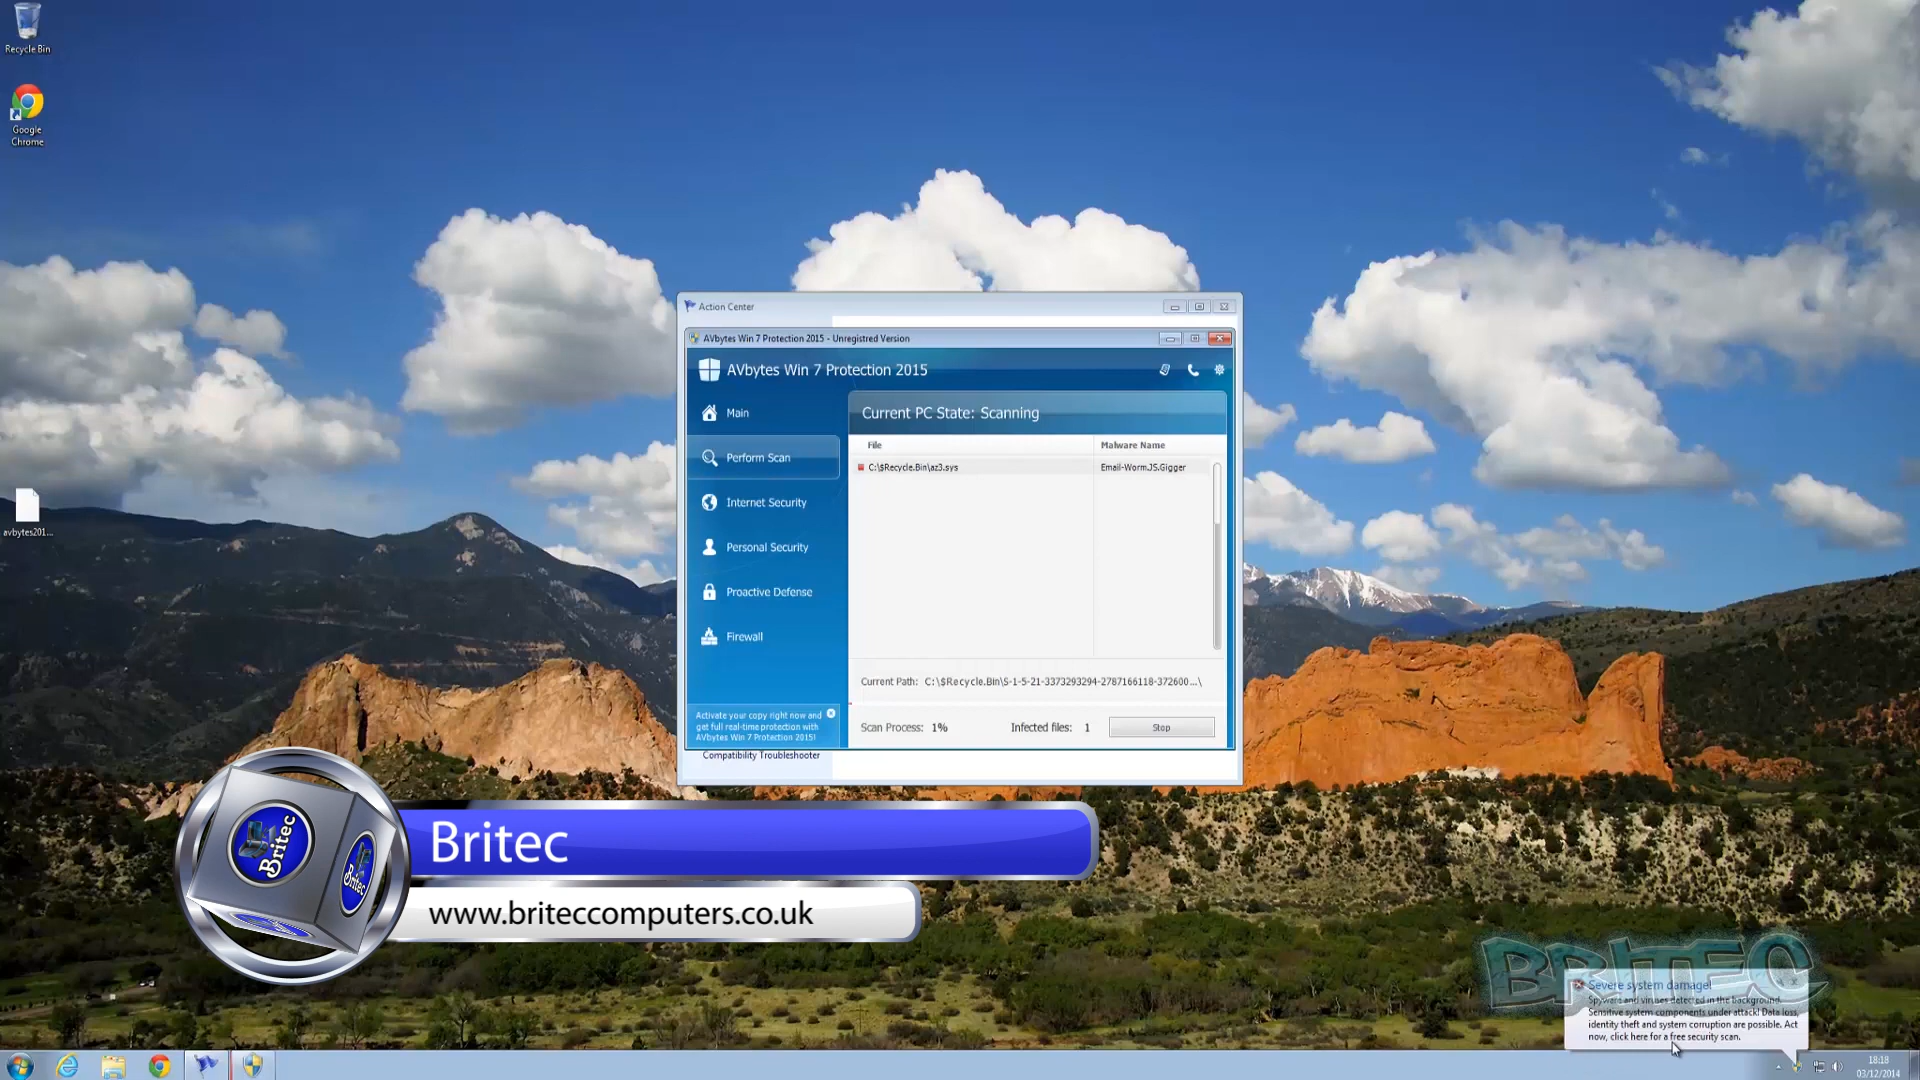 Recycle Bin
Google
Chrome
avbytes201...
Action Center
AVbytes Win 7 Protection 2015 - Unregistred Version
AVbytes Win 7 Protection 2015
Main
Perform Scan
Internet Security
Personal Security
Proactive Defense
Firewall
Activate your copy right now and
get full real-time protection with
AVbytes Win 7 Protection 2015!
Current PC State: Scanning
File Malware Name
C:\$Recycle.Bin\az3.sys Email-Worm.JS.Gigger
Current Path: C:\$Recycle.Bin\S-1-5-21-3373293294-2787166118-372600...\
Scan Process: 1% Infected files: 1 Stop
Compatibility Troubleshooter
Britec
www.briteccomputers.co.uk
Britec
Britec
BRITEC
Severe system damage!
Spyware and viruses detected in the background.
Sensitive system components under attack! Data loss,
identity theft and system corruption are possible. Act
now, click here for a free security scan.
18:18
03/12/2014